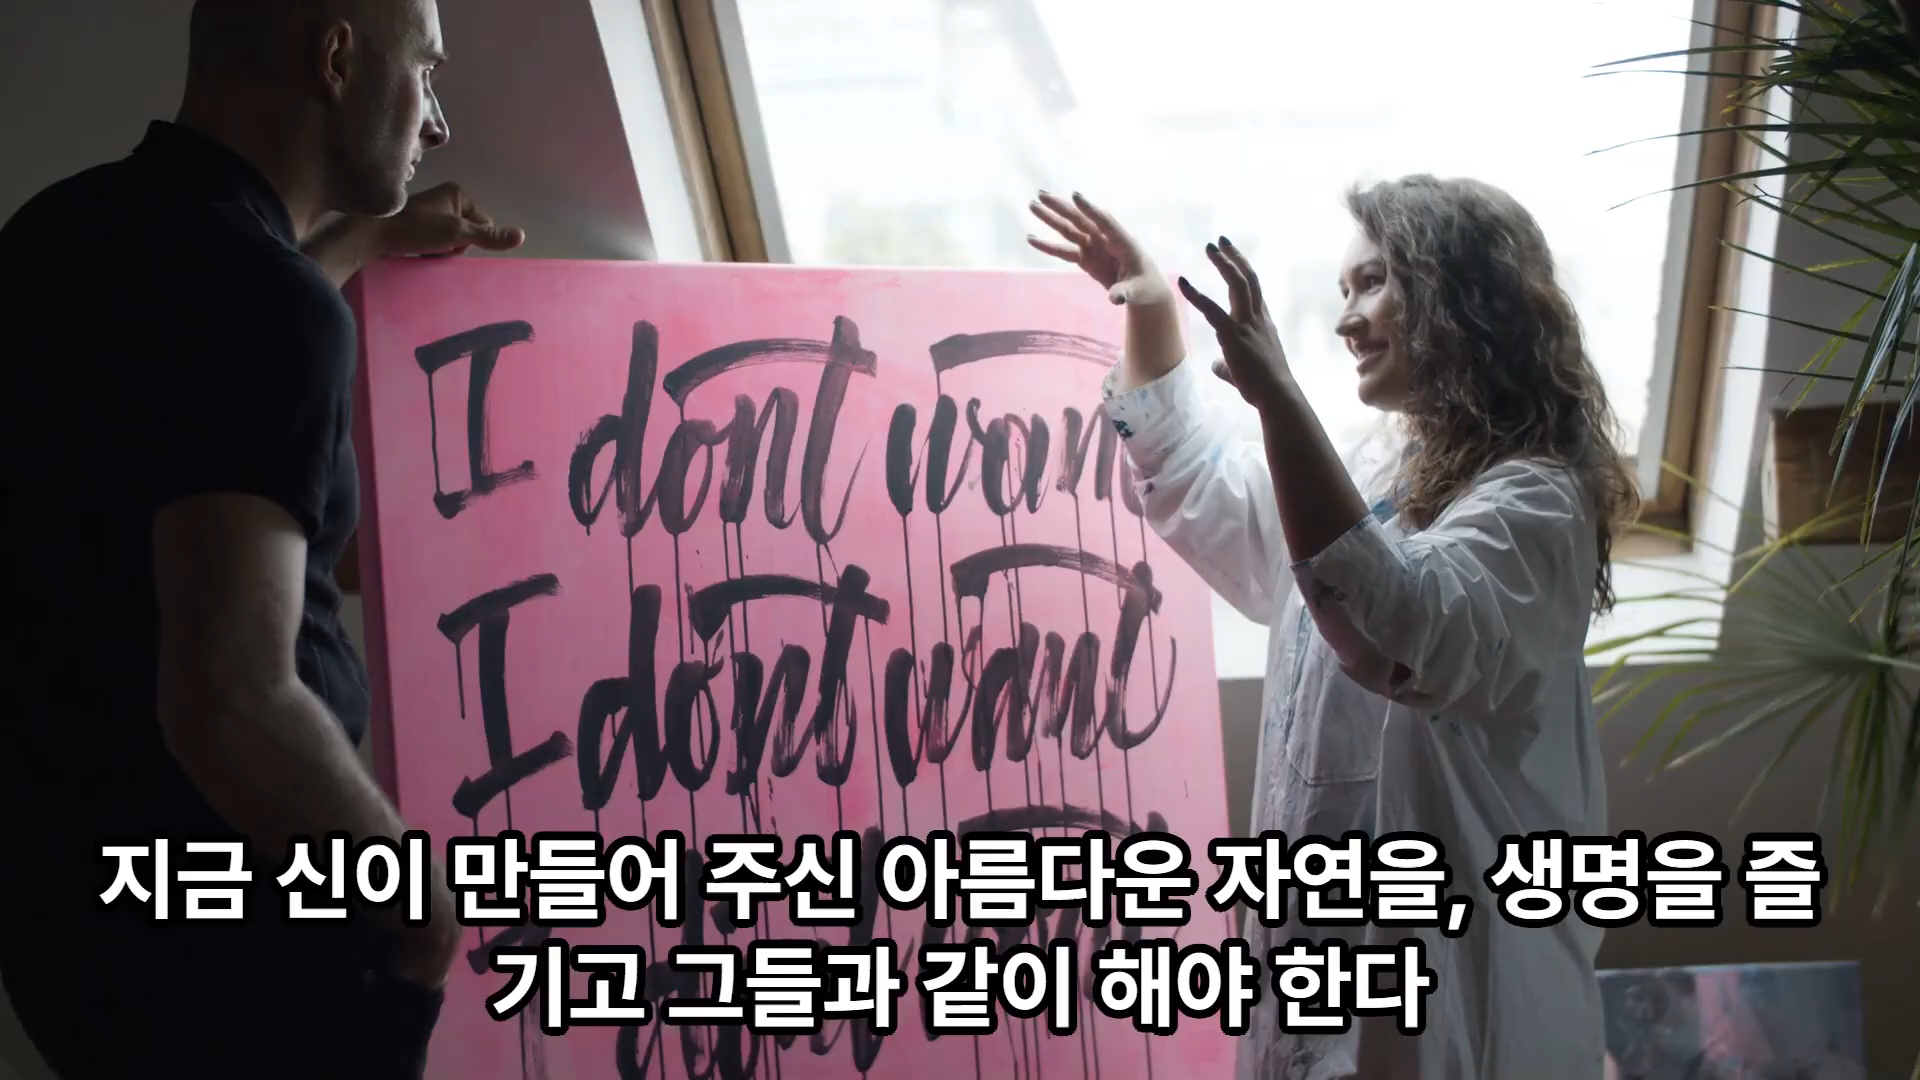 I dont wan
I dont want
지금 신이 만들어 주신 아름다운 자연을, 생명을 즐
기고 그들과 같이 해야 한다